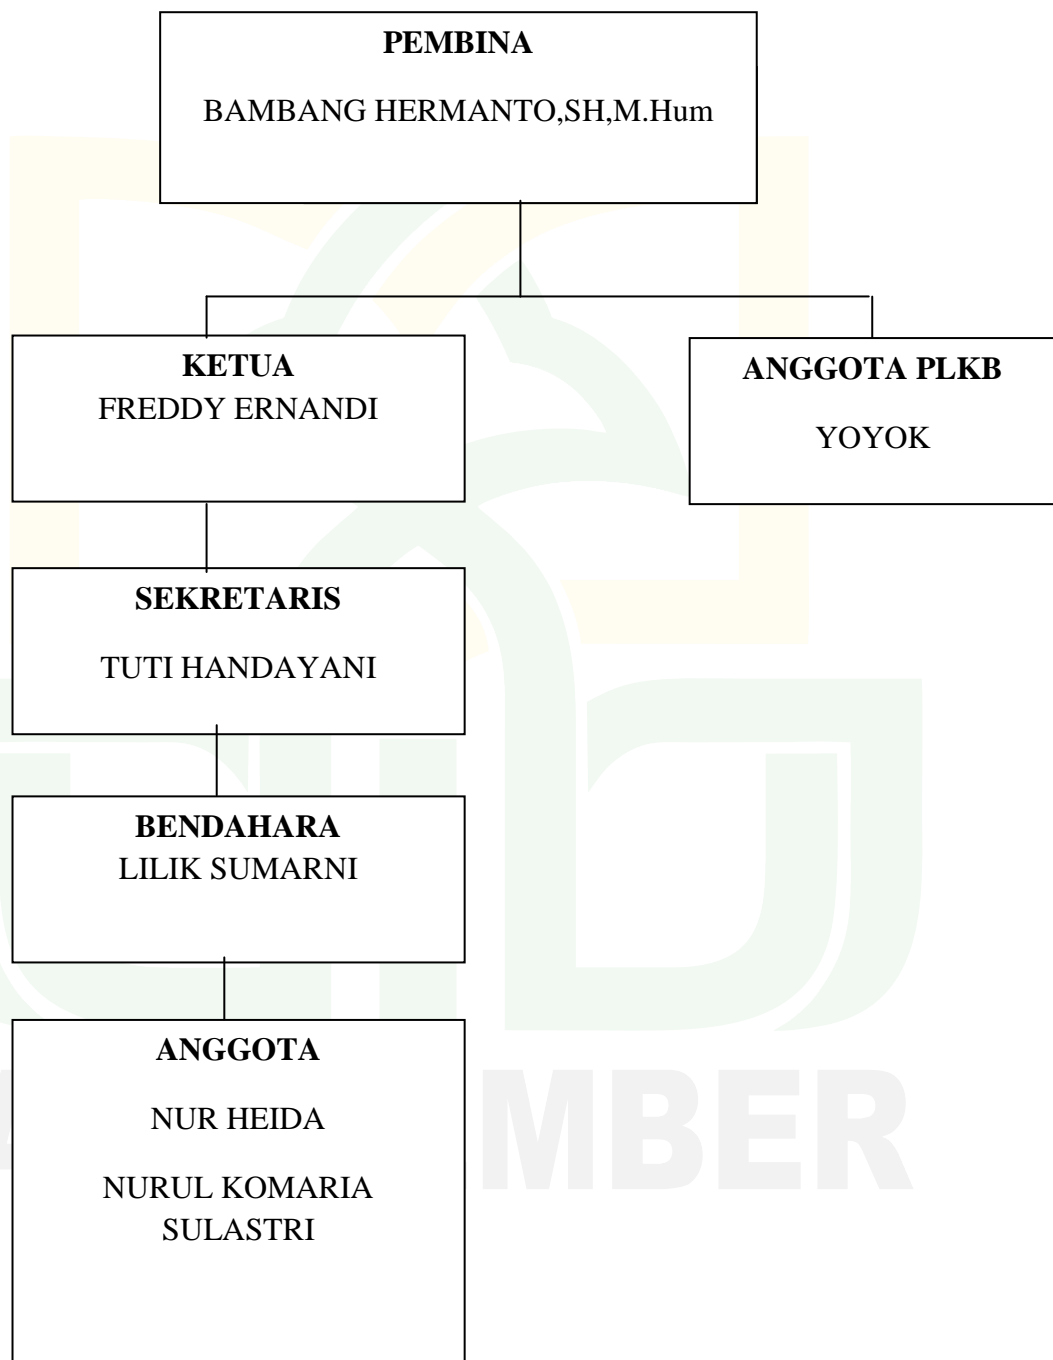 PEMBINA
BAMBANG HERMANTO,SH,M.Hum
KETUA
FREDDY ERNANDI
ANGGOTA PLKB
YOYOK
SEKRETARIS
TUTI HANDAYANI
BENDAHARA
LILIK SUMARNI
ANGGOTA
NUR HEIDA
NURUL KOMARIA
SULASTRI
MBER